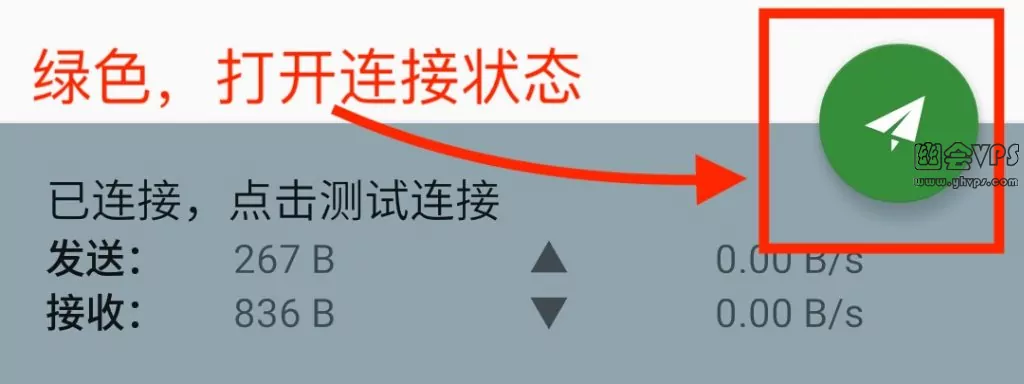 绿色，打开连接状态
幽会VPS
www.yhvps.com
已连接，点击测试连接
发送： 267 B ▲ 0.00 B/s
接收： 836 B ▼ 0.00 B/s